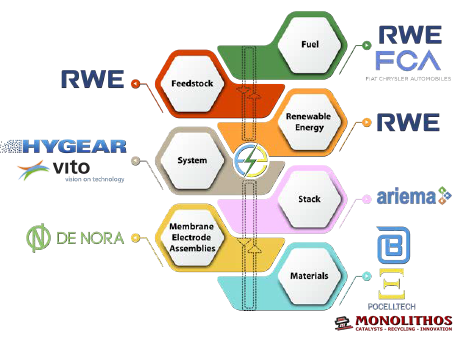 Fuel
RWE
FCA
FIAT CHRYSLER AUTOMOBILES
RWE
Feedstock
Renewable
Energy
RWE
HYGEAR
vito
vision on technology
System
Stack
ariema
DE NORA
Membrane
Electrode
Assemblies
Materials
B
POCELLTECH
MONOLITHOS
CATALYSTS - RECYCLING - INNOVATION